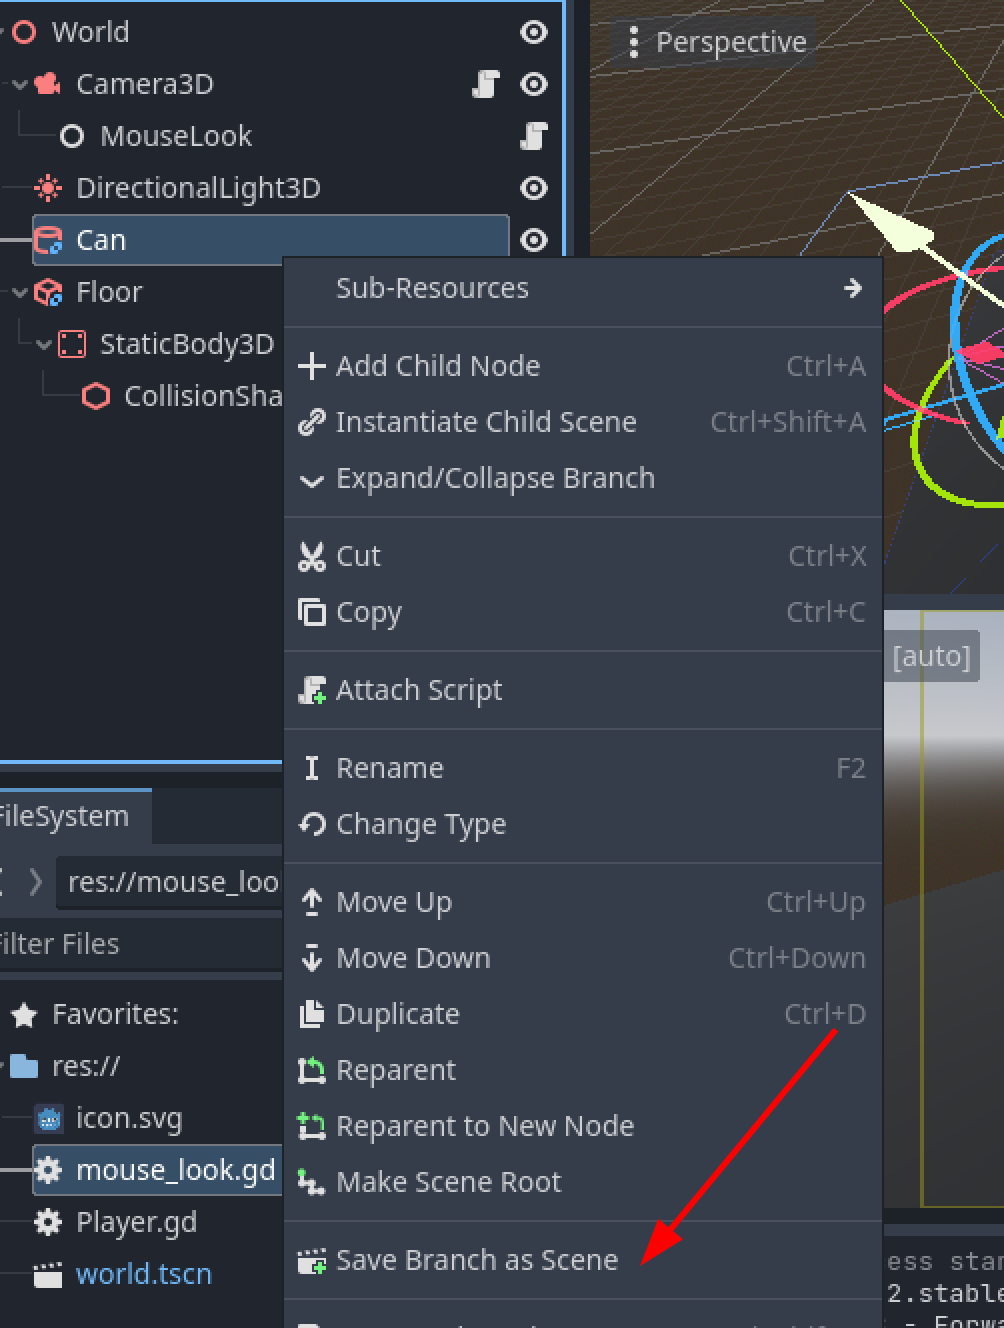 World
Perspective
Camera3D
MouseLook
DirectionalLight3D
Can
Floor
StaticBody3D
CollisionSha
Sub-Resources
Add Child Node Ctrl+A
Instantiate Child Scene Ctrl+Shift+A
Expand/Collapse Branch
Cut Ctrl+X
Copy Ctrl+C
[auto]
Attach Script
Rename F2
Change Type
Move Up Ctrl+Up
Move Down Ctrl+Down
Duplicate Ctrl+D
Reparent
Reparent to New Node
Make Scene Root
Save Branch as Scene
FileSystem
res://mouse_loo
ilter Files
Favorites:
res://
icon.svg
mouse_look.gd
Player.gd
world.tscn
ess star
2.stable